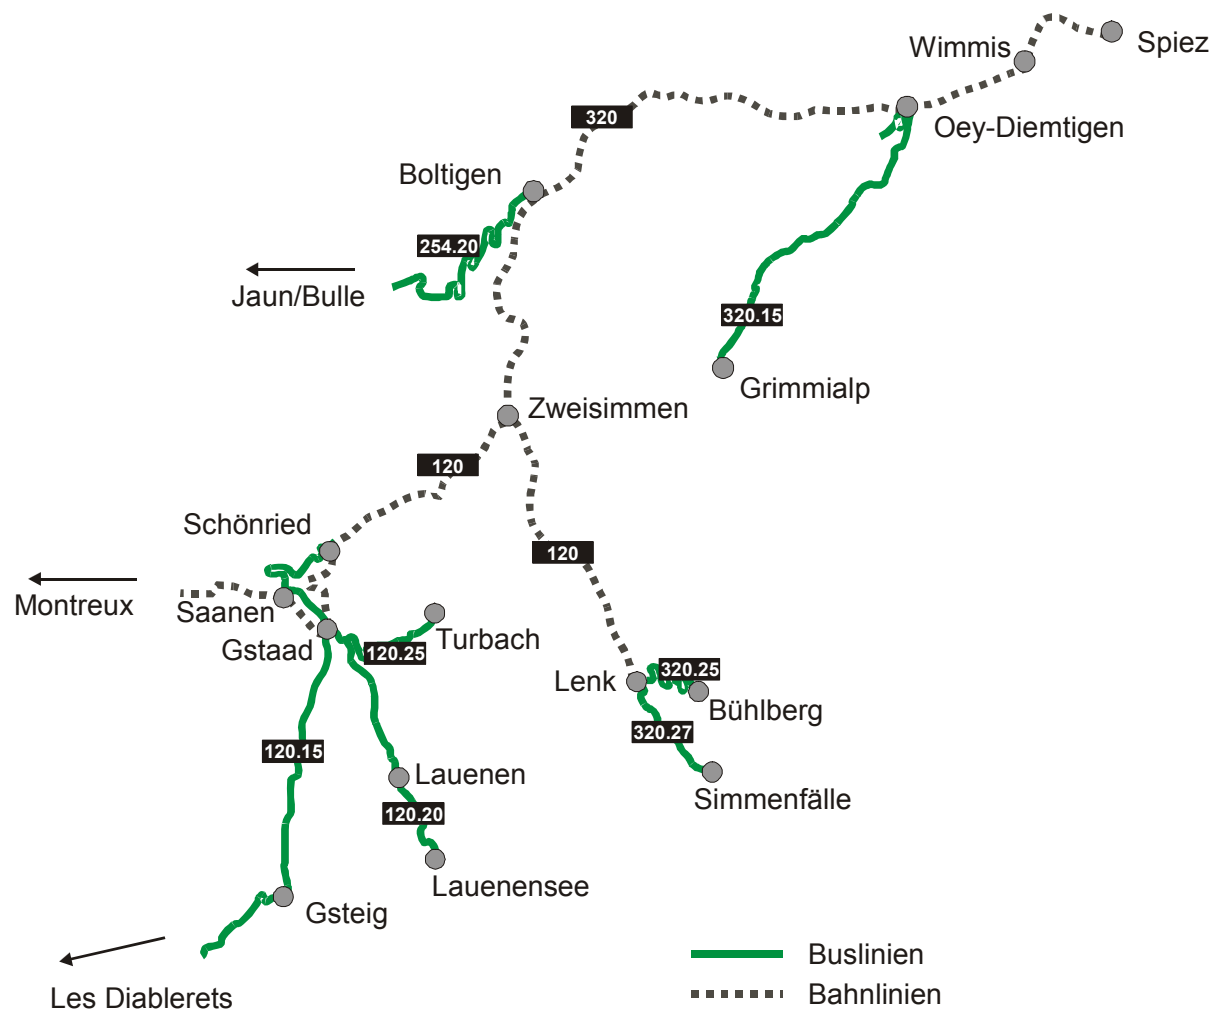 Spiez
Wimmis
320
Oey-Diemtigen
Boltigen
254.20
Jaun/Bulle
320.15
Grimmialp
Zweisimmen
120
Schönried
120
Montreux
Saanen
Turbach
Gstaad
120.25
Lenk
320.25
Bühlberg
320.27
120.15
Lauenen
Simmenfälle
120.20
Lauenensee
Gsteig
Les Diablerets
Buslinien
Bahnlinien